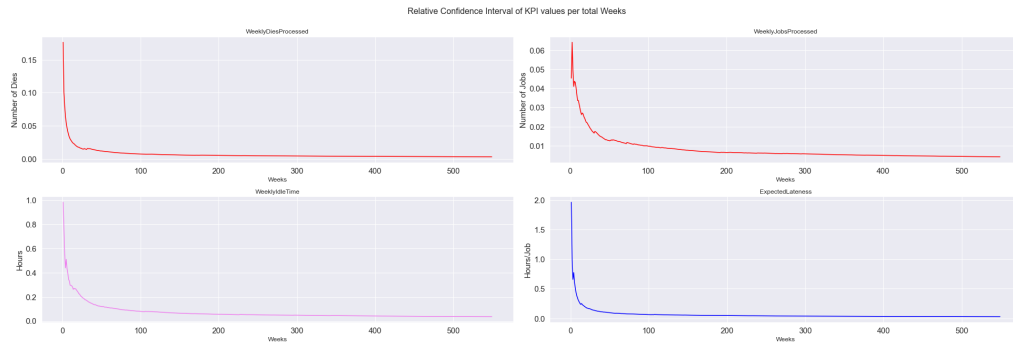 Relative Confidence Interval of KPI values per total Weeks
WeeklyDiesProcessed
Number of Dies
0.15
0.10
0.05
0.00
0 100 200 300 400 500
Weeks
WeeklyJobsProcessed
Number of Jobs
0.06
0.05
0.04
0.03
0.02
0.01
0 100 200 300 400 500
Weeks
WeeklyIdleTime
Hours
1.0
0.8
0.6
0.4
0.2
0.0
0 100 200 300 400 500
Weeks
ExpectedLateness
Hours/Job
2.0
1.5
1.0
0.5
0.0
0 100 200 300 400 500
Weeks